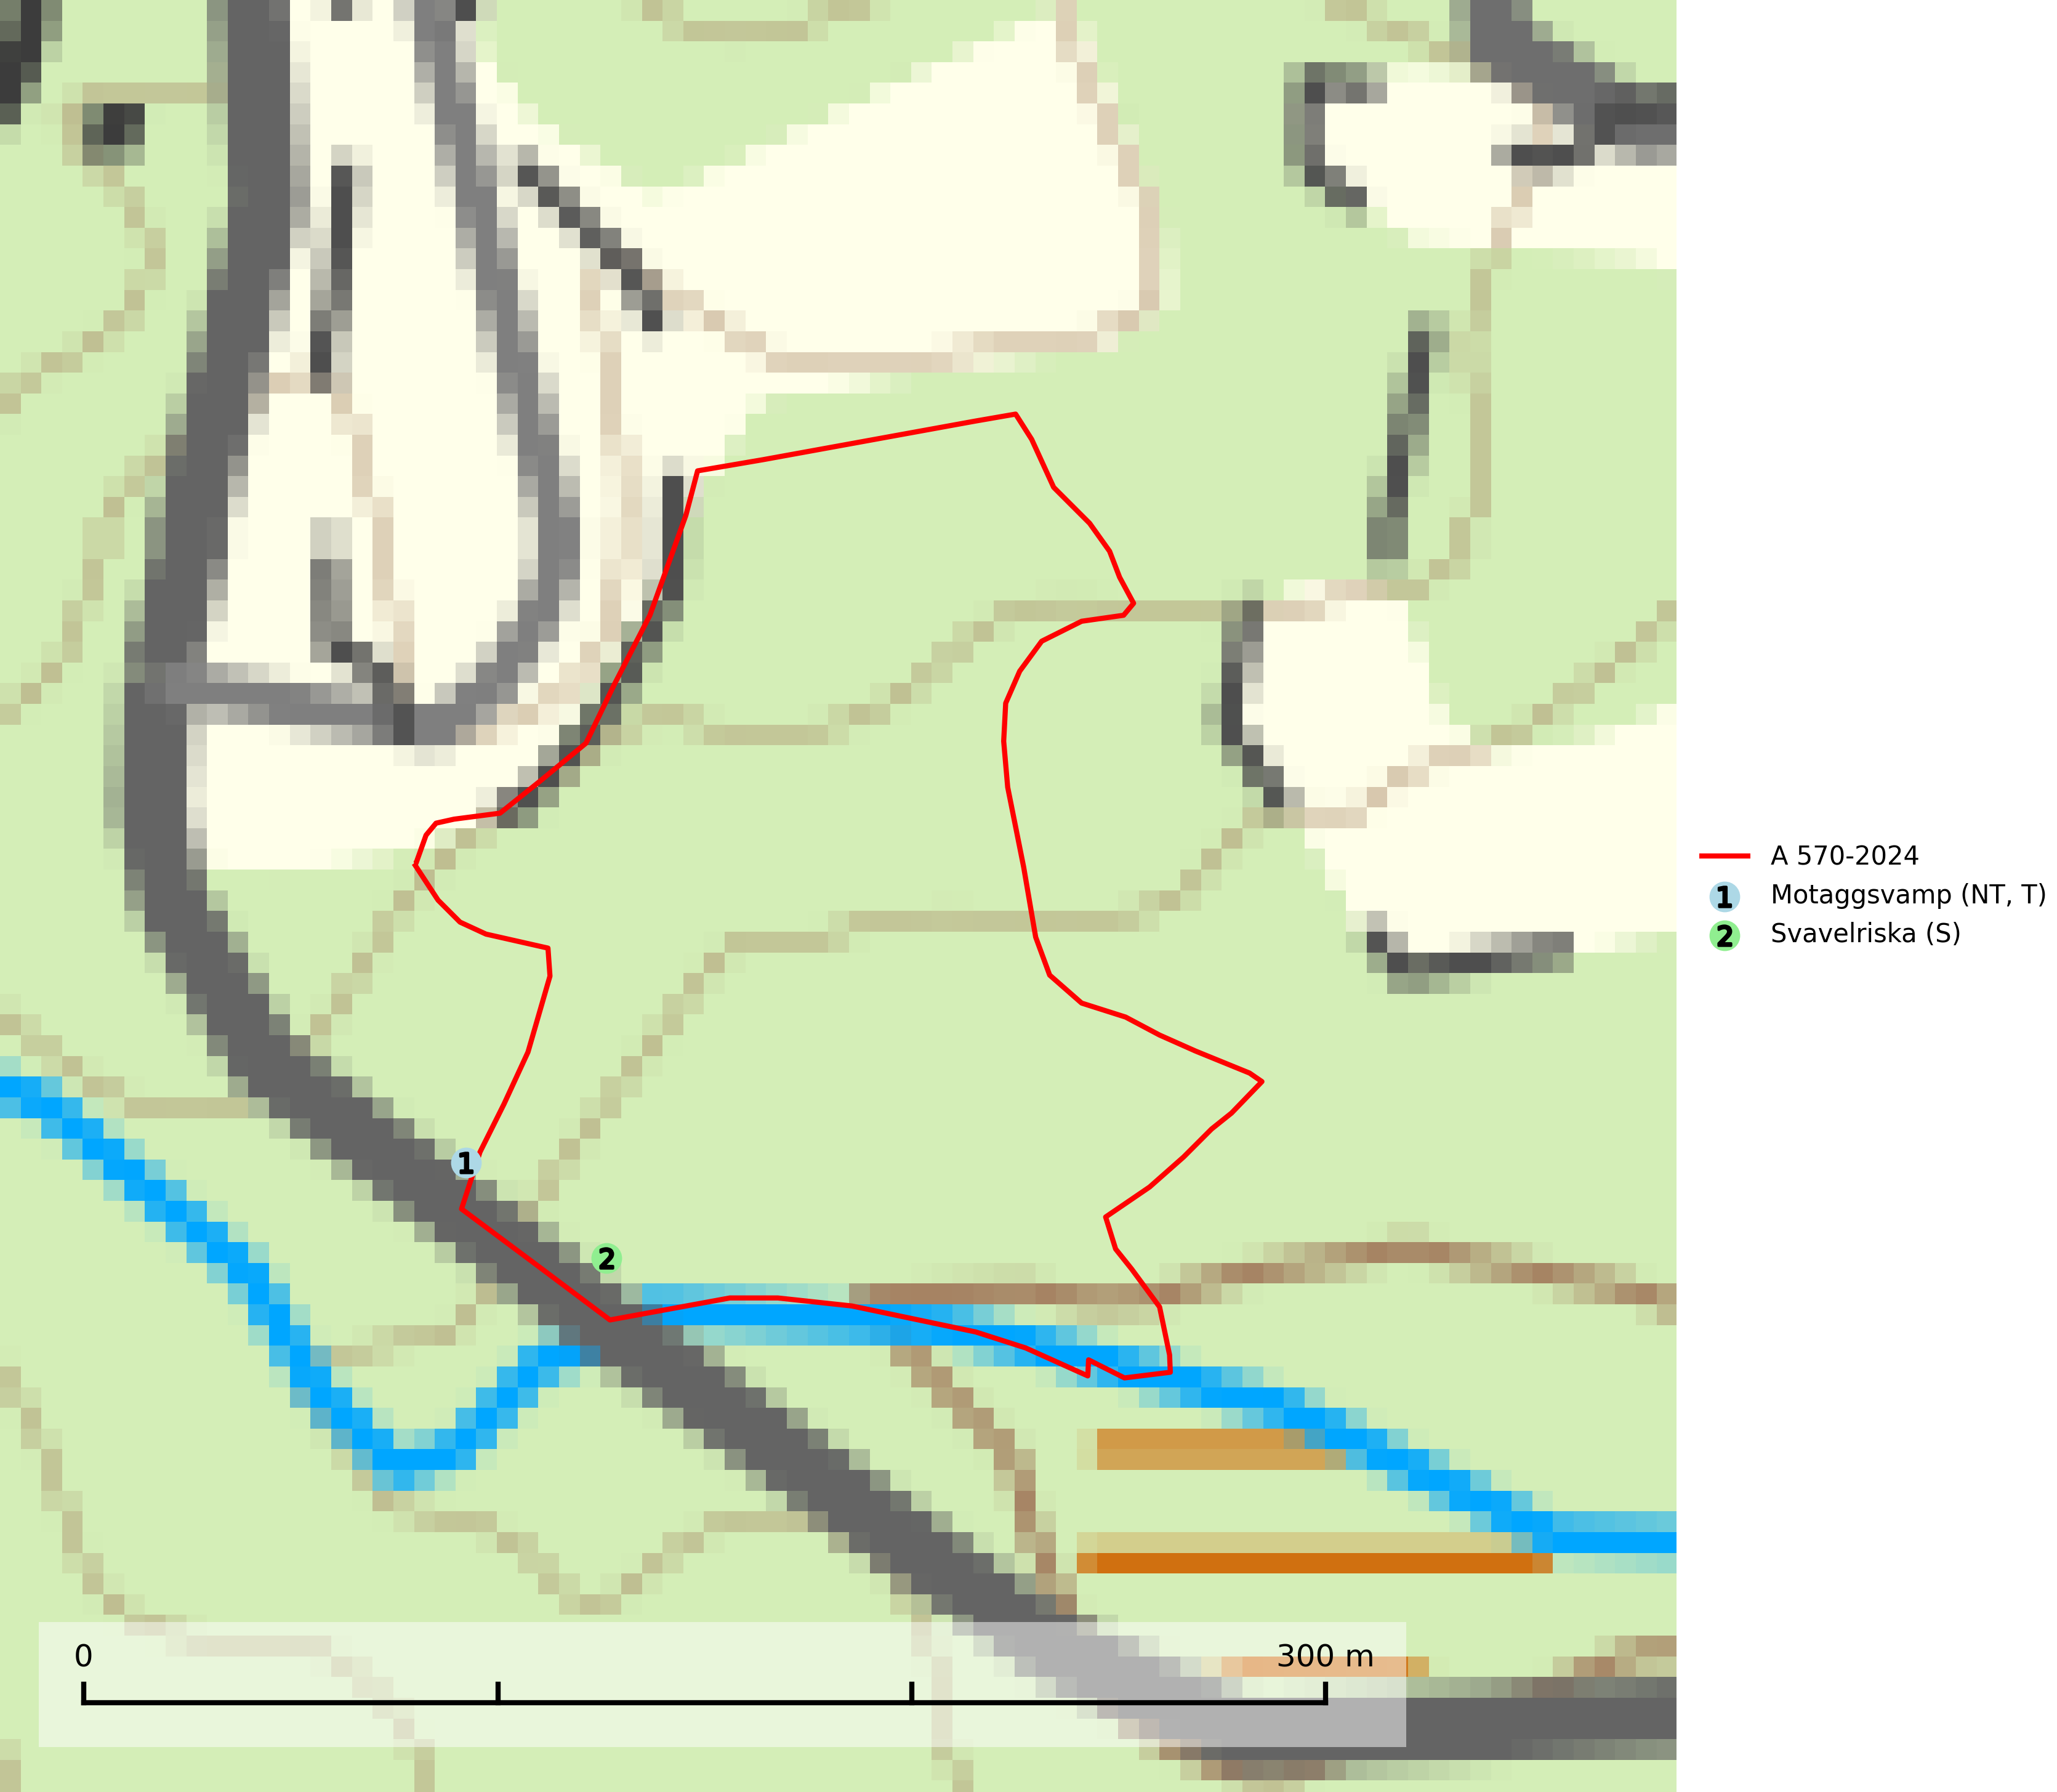 A 570-2024
1 Motaggsvamp (NT, T)
2 Svavelriska (S)
1
2
0 300 m